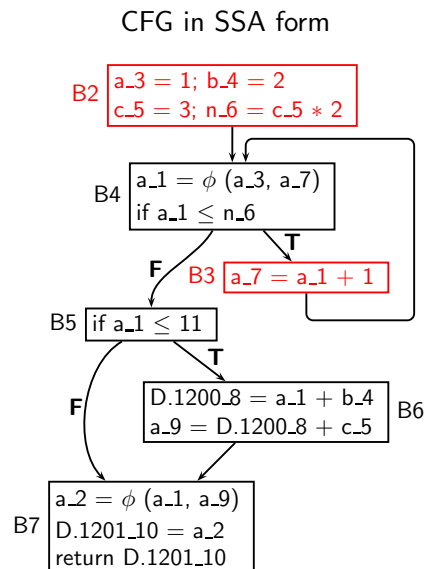 CFG in SSA form
B2
a_3 = 1; b_4 = 2
c_5 = 3; n_6 = c_5 * 2
B4
a_1 = ϕ (a_3, a_7)
if a_1 ≤ n_6
F
T
B3
a_7 = a_1 + 1
B5
if a_1 ≤ 11
F
T
D.1200_8 = a_1 + b_4
a_9 = D.1200_8 + c_5
B6
B7
a_2 = ϕ (a_1, a_9)
D.1201_10 = a_2
return D.1201_10